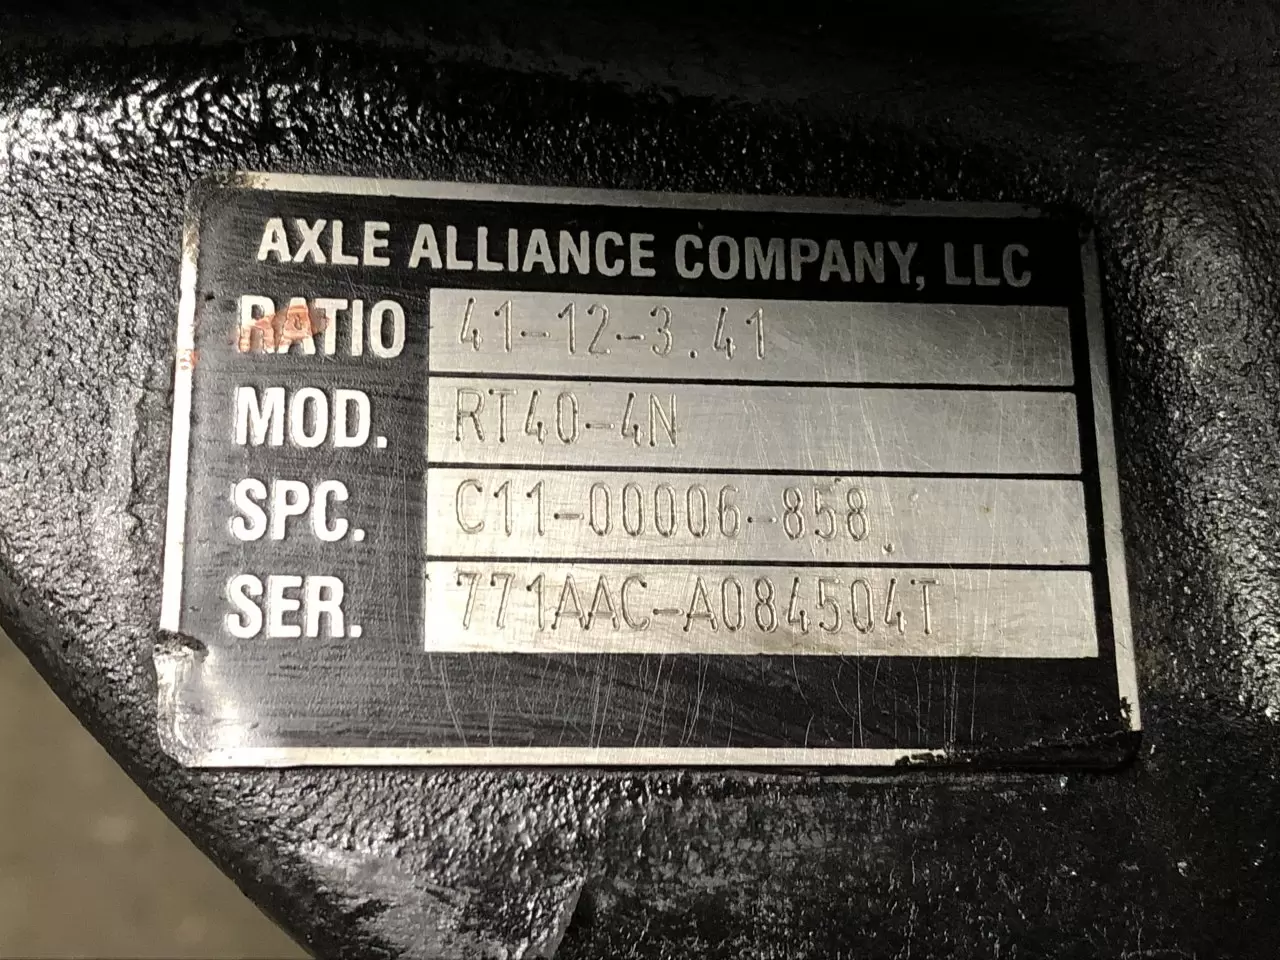 AXLE ALLIANCE COMPANY, LLC
RATIO 41-12-3.41
MOD. RT40-4N
SPC. C11-00006-858
SER. 771AAC-A084504T